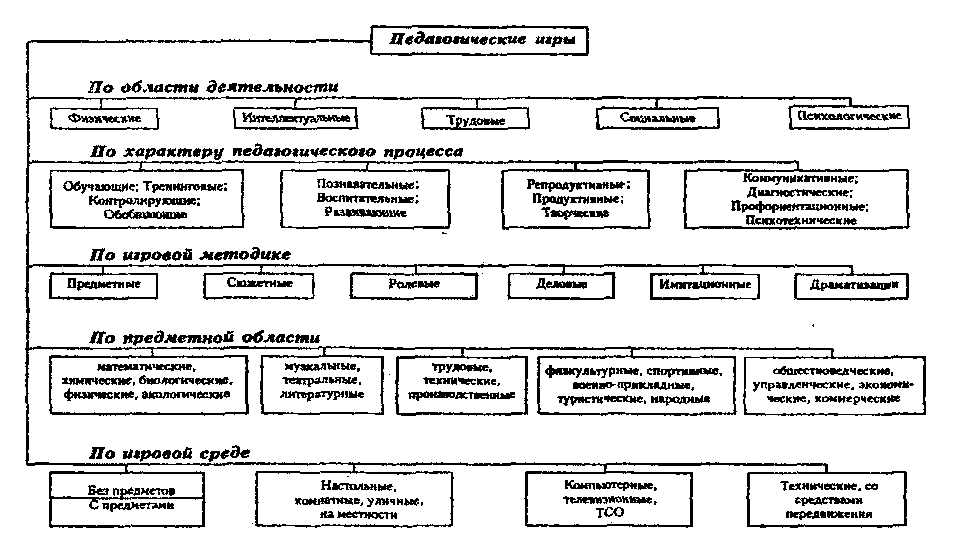 Педагогические игры
По области деятельности
Физические
Интеллектуальные
Трудовые
Социальные
Психологические
По характеру педагогического процесса
Обучающие; Тренинговые;
Контролирующие;
Обобщающие
Познавательные;
Воспитательные;
Развивающие
Репродуктивные;
Продуктивные;
Творческие
Коммуникативные;
Диагностические;
Профориентационные;
Психотехнические
По игровой методике
Предметные
Сюжетные
Ролевые
Деловые
Имитационные
Драматизации
По предметной области
математические,
химические, биологические,
физические, экологические
музкальные,
театральные,
литературные
трудовые,
технические,
производственные
физкультурные, спортивные,
военно-прикладные,
туристические, народные
обществоведческие,
управленческие, экономи-
ческие, коммерческие
По игровой среде
Без предметов
С предметами
Настольные,
комнатные, уличные,
на местности
Компьютерные,
телевизионные,
ТСО
Технические, со
средствами
передвижения